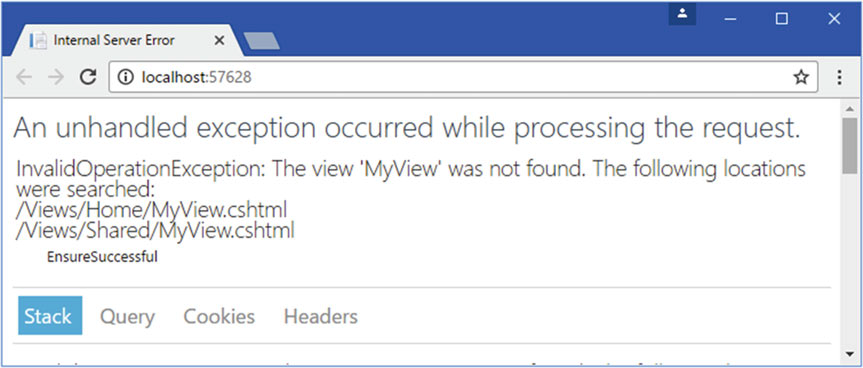 Internal Server Error
localhost:57628
An unhandled exception occurred while processing the request.
InvalidOperationException: The view 'MyView' was not found. The following locations
were searched:
/Views/Home/MyView.cshtml
/Views/Shared/MyView.cshtml
EnsureSuccessful
Stack Query Cookies Headers